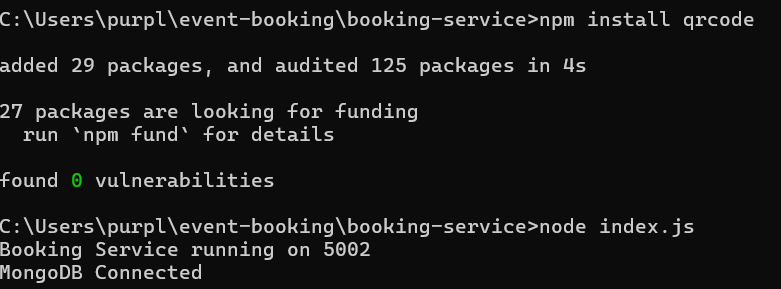 C:\Users\purpl\event-booking\booking-service>npm install qrcode
added 29 packages, and audited 125 packages in 4s
27 packages are looking for funding
  run `npm fund` for details
found 0 vulnerabilities
C:\Users\purpl\event-booking\booking-service>node index.js
Booking Service running on 5002
MongoDB Connected